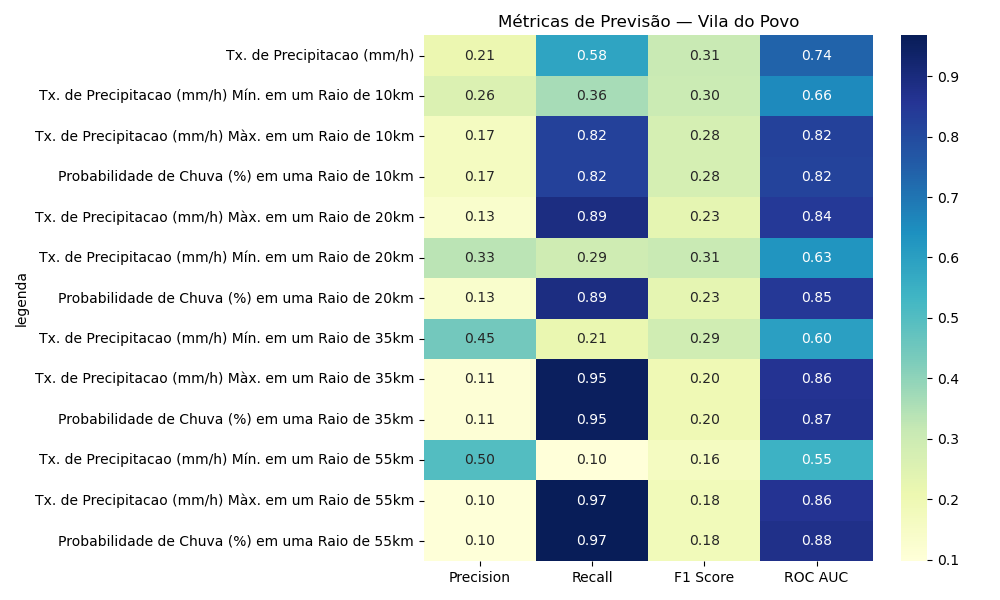 Métricas de Previsão — Vila do Povo
legenda
Tx. de Precipitacao (mm/h) 0.21 0.58 0.31 0.74
Tx. de Precipitacao (mm/h) Mín. em um Raio de 10km 0.26 0.36 0.30 0.66
Tx. de Precipitacao (mm/h) Màx. em um Raio de 10km 0.17 0.82 0.28 0.82
Probabilidade de Chuva (%) em uma Raio de 10km 0.17 0.82 0.28 0.82
Tx. de Precipitacao (mm/h) Màx. em um Raio de 20km 0.13 0.89 0.23 0.84
Tx. de Precipitacao (mm/h) Mín. em um Raio de 20km 0.33 0.29 0.31 0.63
Probabilidade de Chuva (%) em uma Raio de 20km 0.13 0.89 0.23 0.85
Tx. de Precipitacao (mm/h) Mín. em um Raio de 35km 0.45 0.21 0.29 0.60
Tx. de Precipitacao (mm/h) Màx. em um Raio de 35km 0.11 0.95 0.20 0.86
Probabilidade de Chuva (%) em uma Raio de 35km 0.11 0.95 0.20 0.87
Tx. de Precipitacao (mm/h) Mín. em um Raio de 55km 0.50 0.10 0.16 0.55
Tx. de Precipitacao (mm/h) Màx. em um Raio de 55km 0.10 0.97 0.18 0.86
Probabilidade de Chuva (%) em uma Raio de 55km 0.10 0.97 0.18 0.88
Precision Recall F1 Score ROC AUC
0.9
0.8
0.7
0.6
0.5
0.4
0.3
0.2
0.1